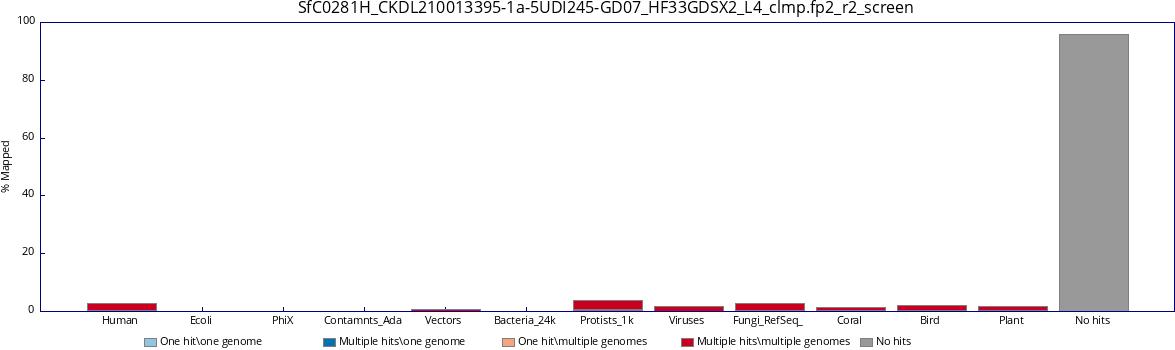 SfC0281H_CKDL210013395-1a-5UDI245-GD07_HF33GDSX2_L4_clmp.fp2_r2_screen
100
80
60
40
20
0
% Mapped
Human Ecoli PhiX Contamnts_Ada Vectors Bacteria_24k Protists_1k Viruses Fungi_RefSeq_ Coral Bird Plant No hits
One hit\one genome Multiple hits\one genome One hit\multiple genomes Multiple hits\multiple genomes No hits